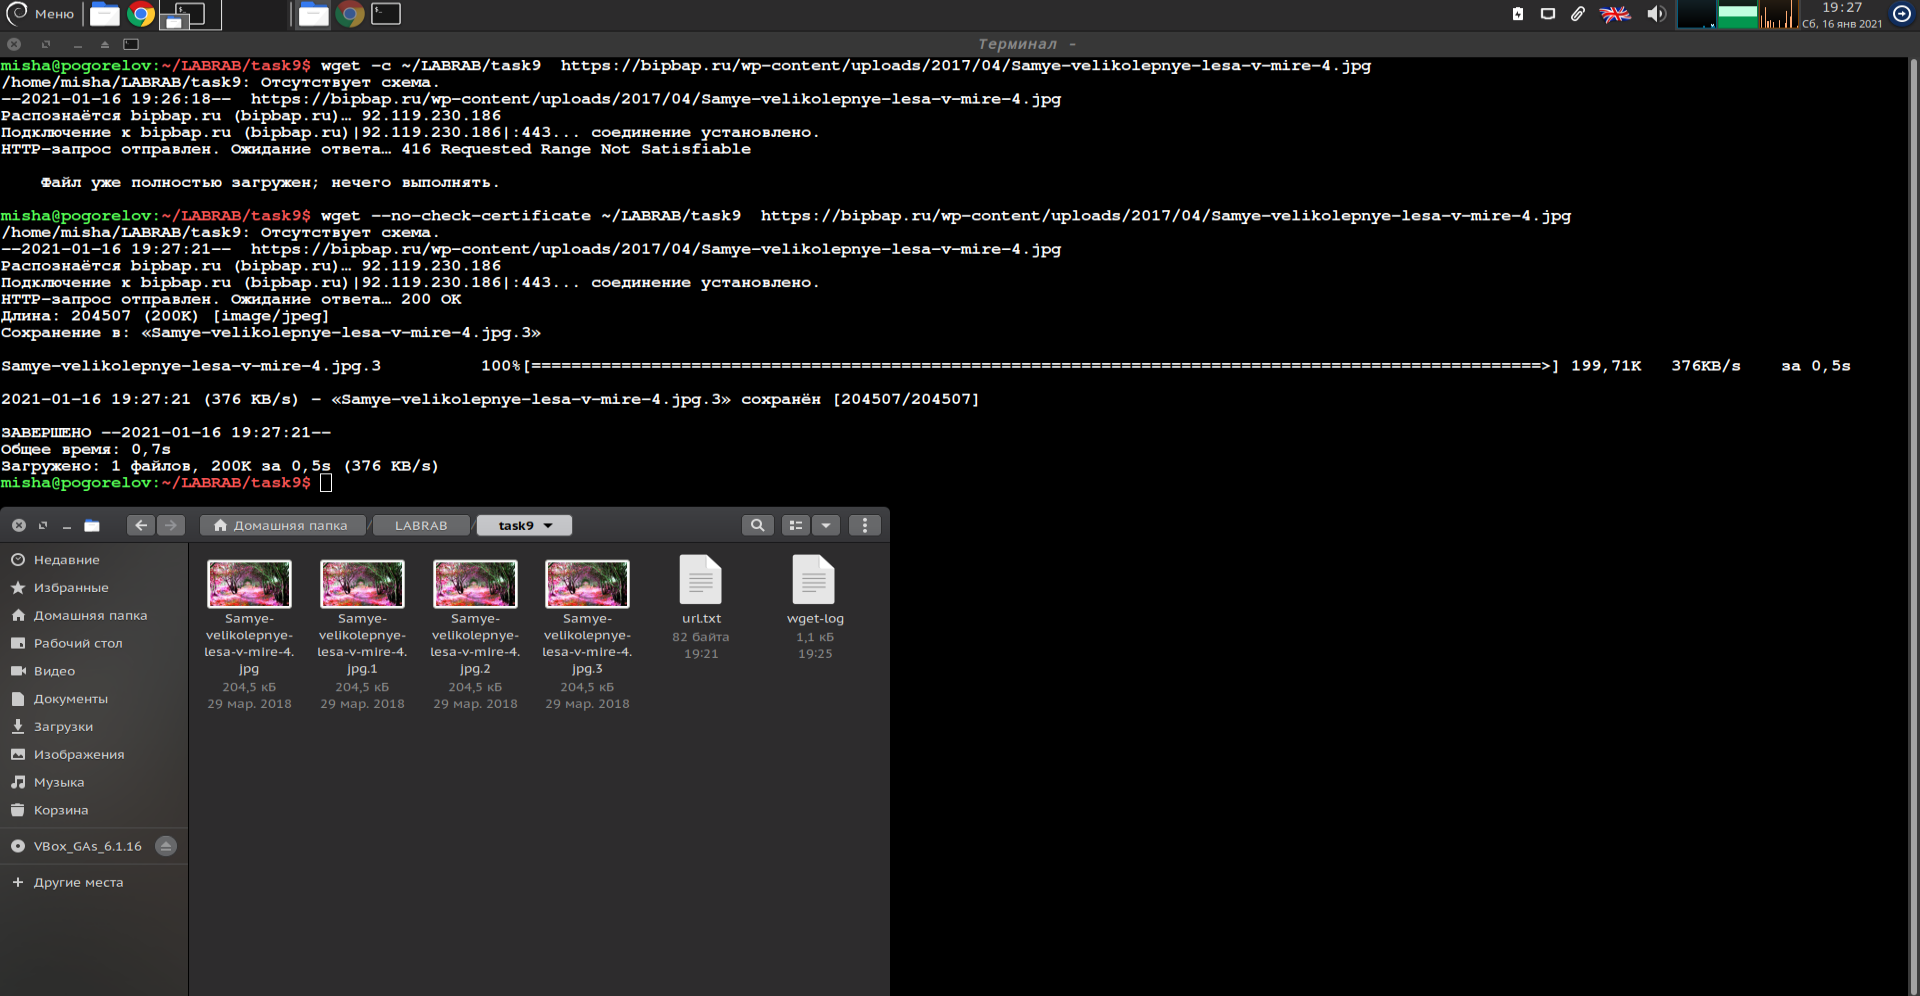 Меню
19:27
Сб, 16 янв 2021
Терминал -
misha@pogorelov:~/LABRAB/task9$ wget -c ~/LABRAB/task9  https://bipbap.ru/wp-content/uploads/2017/04/Samye-velikolepnye-lesa-v-mire-4.jpg
/home/misha/LABRAB/task9: Отсутствует схема.
--2021-01-16 19:26:18--  https://bipbap.ru/wp-content/uploads/2017/04/Samye-velikolepnye-lesa-v-mire-4.jpg
Распознаётся bipbap.ru (bipbap.ru)… 92.119.230.186
Подключение к bipbap.ru (bipbap.ru)|92.119.230.186|:443... соединение установлено.
HTTP-запрос отправлен. Ожидание ответа… 416 Requested Range Not Satisfiable
Файл уже полностью загружен; нечего выполнять.
misha@pogorelov:~/LABRAB/task9$ wget --no-check-certificate ~/LABRAB/task9  https://bipbap.ru/wp-content/uploads/2017/04/Samye-velikolepnye-lesa-v-mire-4.jpg
/home/misha/LABRAB/task9: Отсутствует схема.
--2021-01-16 19:27:21--  https://bipbap.ru/wp-content/uploads/2017/04/Samye-velikolepnye-lesa-v-mire-4.jpg
Распознаётся bipbap.ru (bipbap.ru)… 92.119.230.186
Подключение к bipbap.ru (bipbap.ru)|92.119.230.186|:443... соединение установлено.
HTTP-запрос отправлен. Ожидание ответа… 200 OK
Длина: 204507 (200K) [image/jpeg]
Сохранение в: «Samye-velikolepnye-lesa-v-mire-4.jpg.3»
Samye-velikolepnye-lesa-v-mire-4.jpg.3 100%[=====================================================================================================>] 199,71K 376KB/s за 0,5s
2021-01-16 19:27:21 (376 KB/s) - «Samye-velikolepnye-lesa-v-mire-4.jpg.3» сохранён [204507/204507]
ЗАВЕРШЕНО --2021-01-16 19:27:21--
Общее время: 0,7s
Загружено: 1 файлов, 200K за 0,5s (376 KB/s)
misha@pogorelov:~/LABRAB/task9$
Домашняя папка / LABRAB / task9
Недавние
Избранные
Домашняя папка
Рабочий стол
Видео
Документы
Загрузки
Изображения
Музыка
Корзина
VBox_GAs_6.1.16
Другие места
Samye-
velikolepnye-
lesa-v-mire-4.
jpg
204,5 кБ
29 мар. 2018
Samye-
velikolepnye-
lesa-v-mire-4.
jpg.1
204,5 кБ
29 мар. 2018
Samye-
velikolepnye-
lesa-v-mire-4.
jpg.2
204,5 кБ
29 мар. 2018
Samye-
velikolepnye-
lesa-v-mire-4.
jpg.3
204,5 кБ
29 мар. 2018
url.txt
82 байта
19:21
wget-log
1,1 кБ
19:25